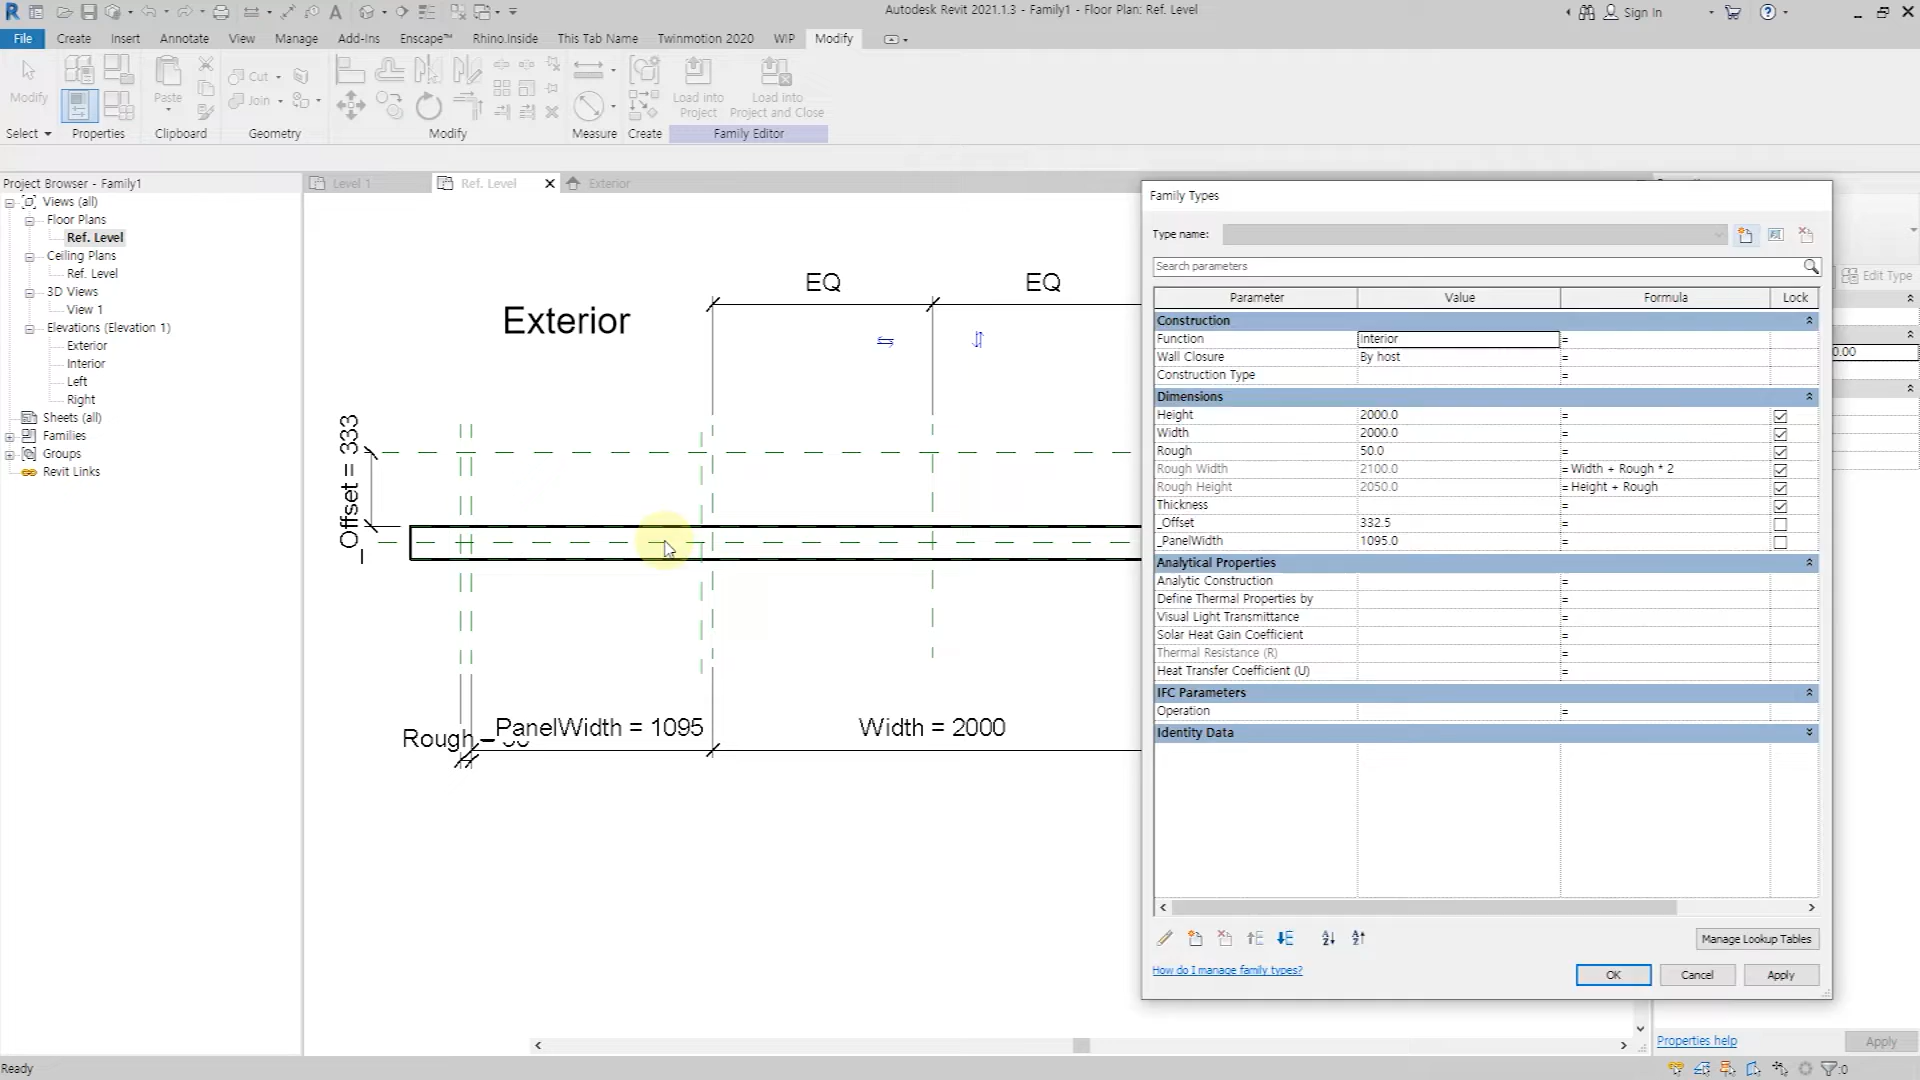 Autodesk Revit 2021.1.3 - Family1 - Floor Plan: Ref. Level
Sign In
File Create Insert Annotate View Manage Add-Ins Enscape™ Rhino.Inside This Tab Name Twinmotion 2020 WIP Modify
Modify
Paste
Cut
Join
Load into Project
Load into Project and Close
Select Properties Clipboard Geometry Modify Measure Create Family Editor
Project Browser - Family1
Views (all)
Floor Plans
Ref. Level
Ceiling Plans
Ref. Level
3D Views
View 1
Elevations (Elevation 1)
Exterior
Interior
Left
Right
Sheets (all)
Families
Groups
Revit Links
Level 1
Ref. Level
Exterior
EQ
EQ
Exterior
_Offset = 333
Rough =
PanelWidth = 1095
Width = 2000
Family Types
Type name:
Search parameters
Parameter Value Formula Lock
Construction
Function Interior =
Wall Closure By host =
Construction Type =
Dimensions
Height 2000.0 =
Width 2000.0 =
Rough 50.0 =
Rough Width 2100.0 = Width + Rough * 2
Rough Height 2050.0 = Height + Rough
Thickness =
_Offset 332.5 =
_PanelWidth 1095.0 =
Analytical Properties
Analytic Construction =
Define Thermal Properties by =
Visual Light Transmittance =
Solar Heat Gain Coefficient =
Thermal Resistance (R) =
Heat Transfer Coefficient (U) =
IFC Parameters
Operation =
Identity Data
Manage Lookup Tables
How do I manage family types?
OK Cancel Apply
Edit Type
0.00
Properties help
Apply
Ready
:0